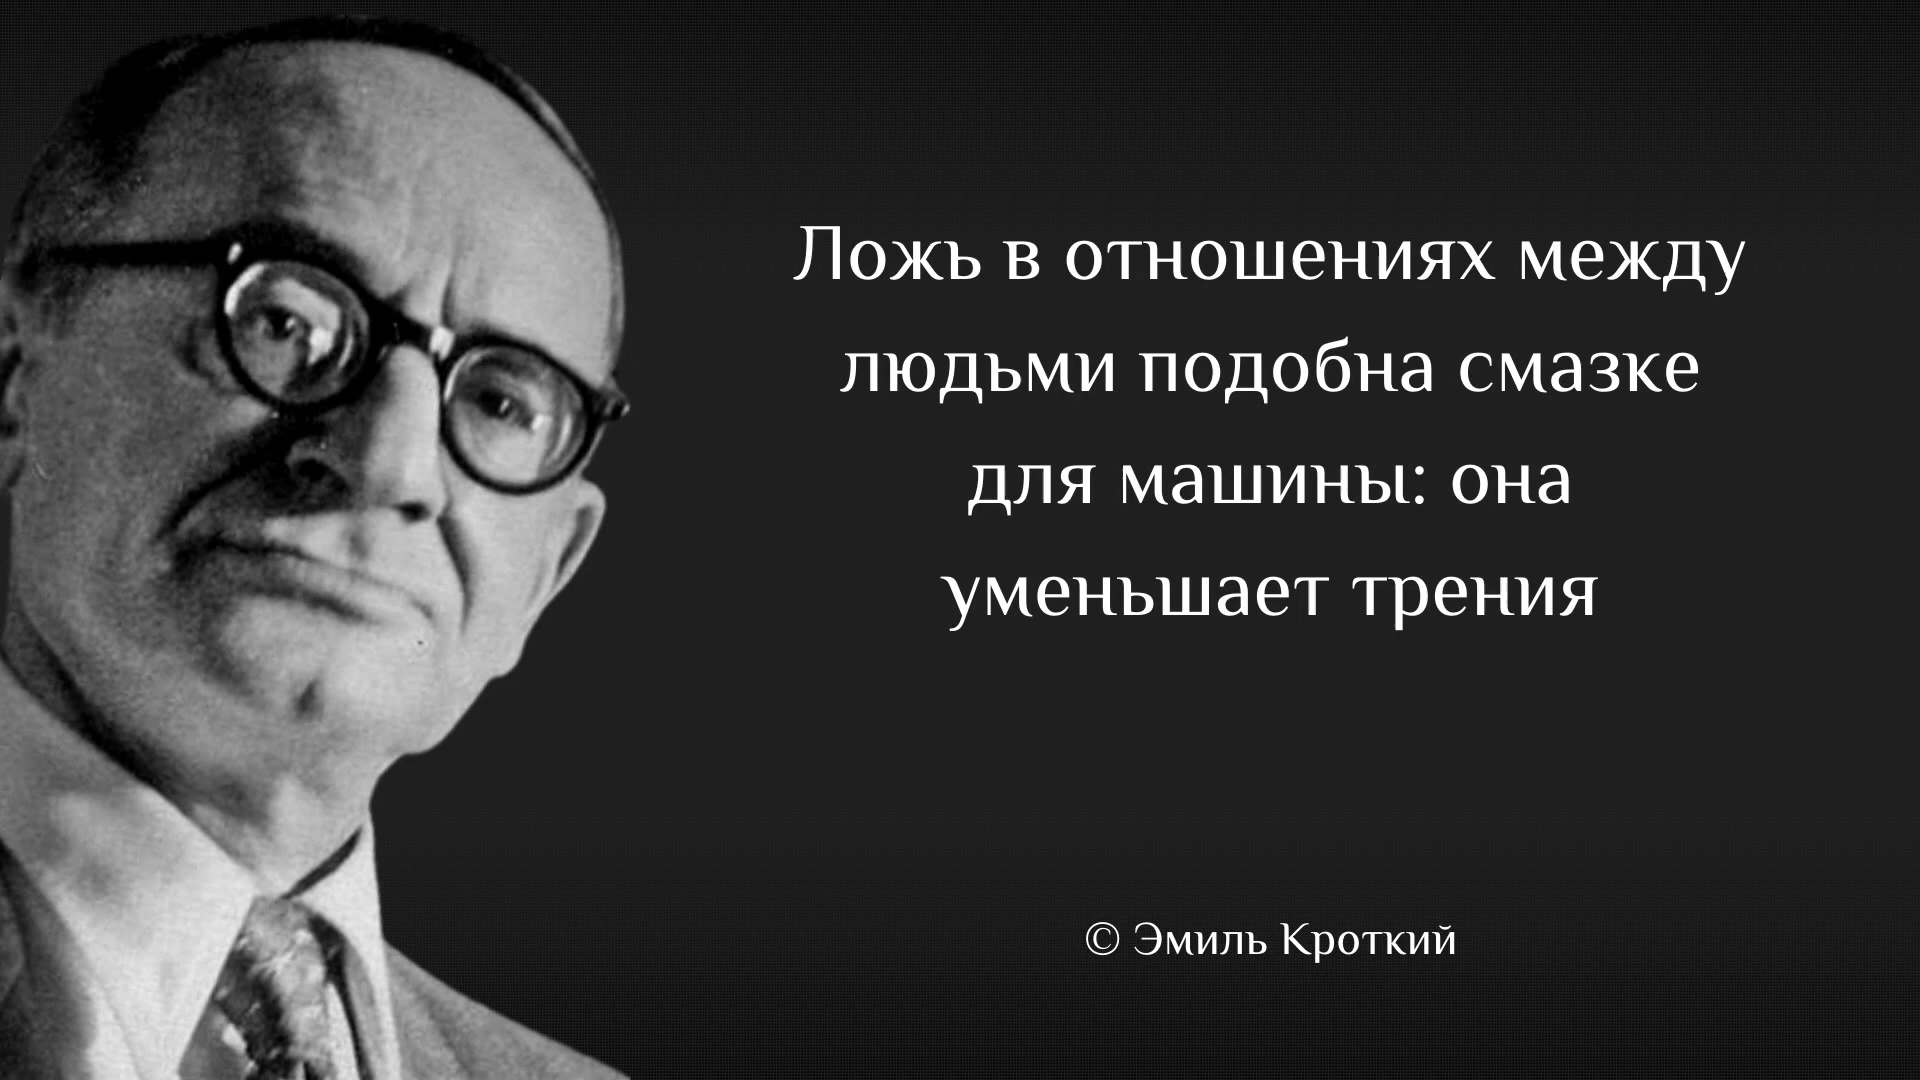 Ложь в отношениях между
людьми подобна смазке
для машины: она
уменьшает трения
© Эмиль Кроткий